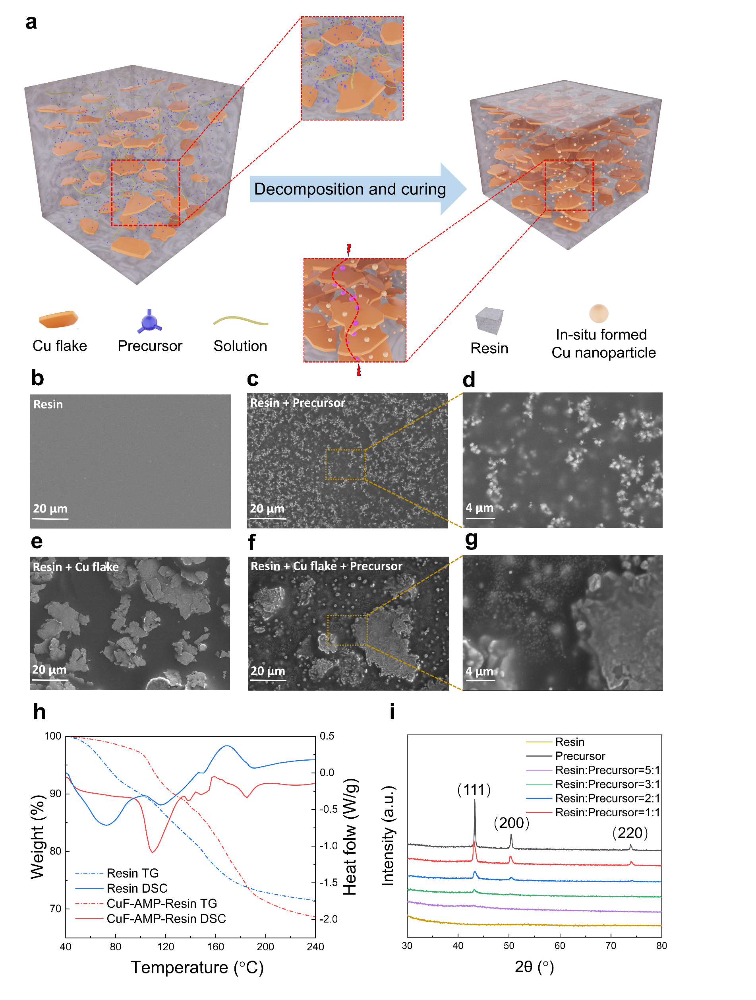 a
Decomposition and curing
Cu flake
Precursor
Solution
Resin
In-situ formed
Cu nanoparticle
b
Resin
20 μm
c
Resin + Precursor
20 μm
d
4 μm
e
Resin + Cu flake
20 μm
f
Resin + Cu flake + Precursor
20 μm
g
4 μm
h
100
90
80
70
Weight (%)
0.5
0.0
-0.5
-1.0
-1.5
-2.0
Heat folw (W/g)
Resin TG
Resin DSC
CuF-AMP-Resin TG
CuF-AMP-Resin DSC
40
80
120
160
200
240
Temperature (°C)
i
Intensity (a.u.)
Resin
Precursor
Resin:Precursor=5:1
Resin:Precursor=3:1
Resin:Precursor=2:1
Resin:Precursor=1:1
(111)
(200)
(220)
30
40
50
60
70
80
2θ (°)